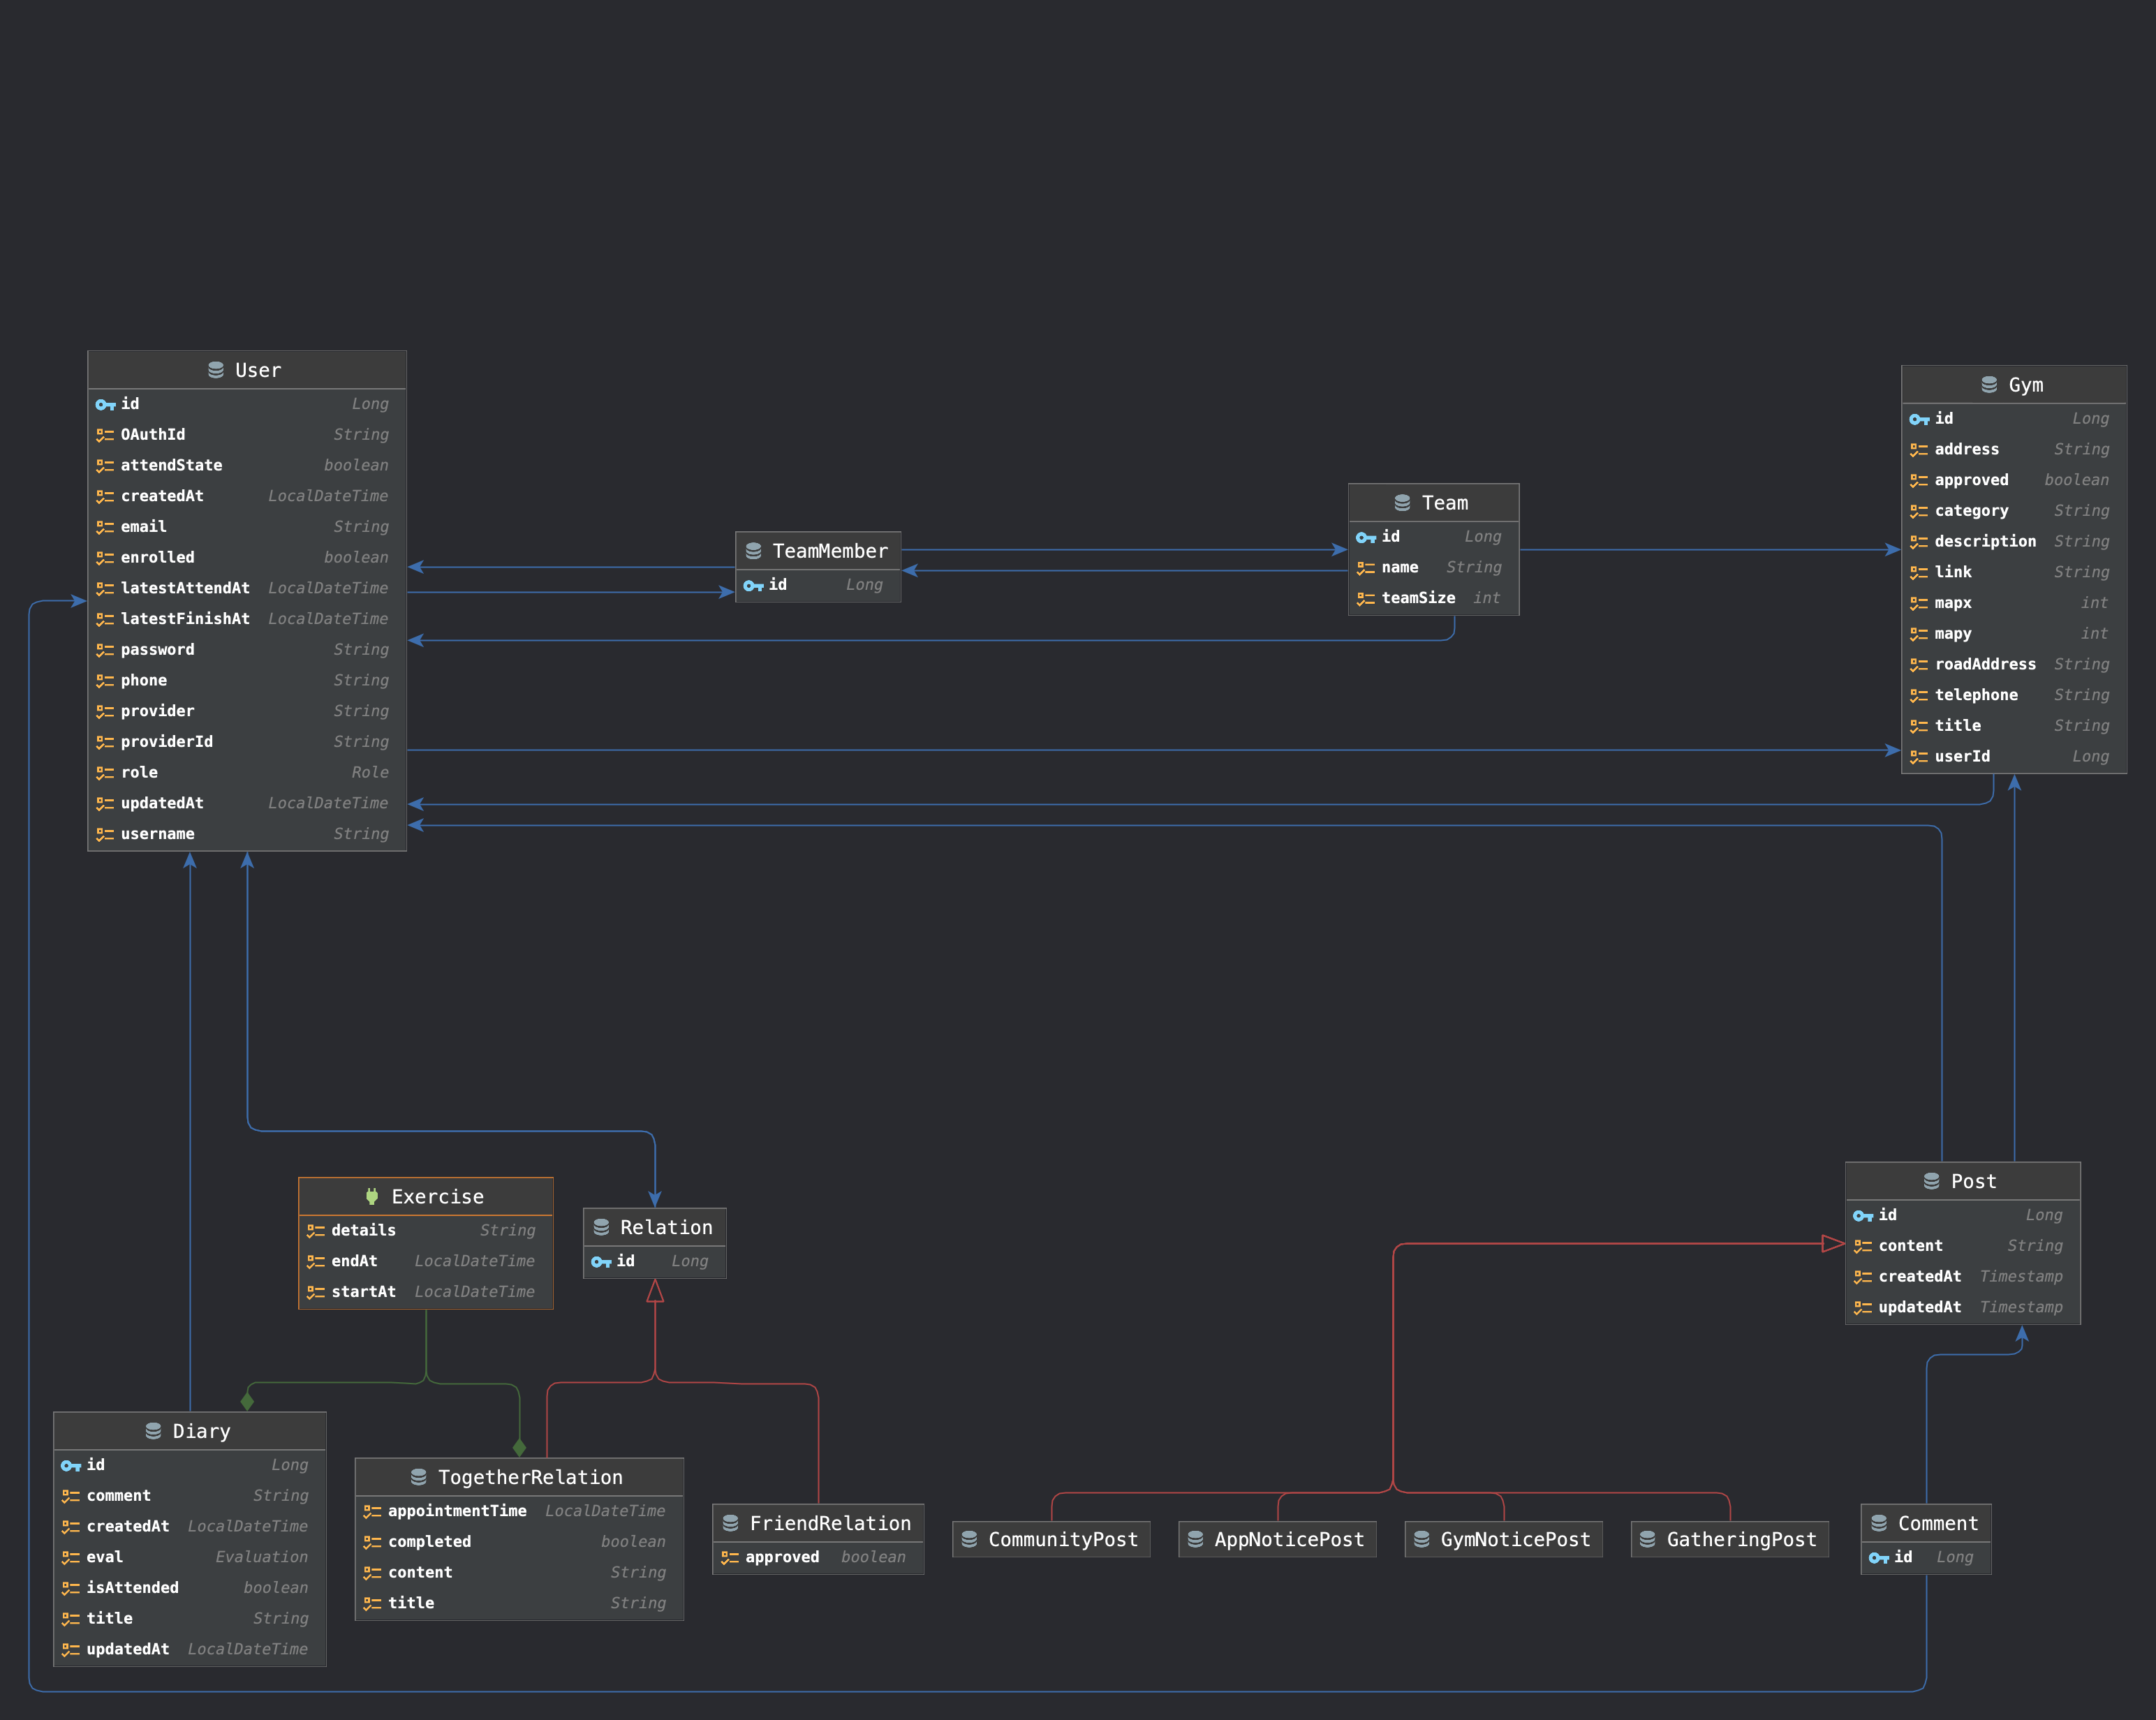 User
id Long
OAuthId String
attendState boolean
createdAt LocalDateTime
email String
enrolled boolean
latestAttendAt LocalDateTime
latestFinishAt LocalDateTime
password String
phone String
provider String
providerId String
role Role
updatedAt LocalDateTime
username String
TeamMember
id Long
Team
id Long
name String
teamSize int
Gym
id Long
address String
approved boolean
category String
description String
link String
mapx int
mapy int
roadAddress String
telephone String
title String
userId Long
Exercise
details String
endAt LocalDateTime
startAt LocalDateTime
Relation
id Long
Post
id Long
content String
createdAt Timestamp
updatedAt Timestamp
Diary
id Long
comment String
createdAt LocalDateTime
eval Evaluation
isAttended boolean
title String
updatedAt LocalDateTime
TogetherRelation
appointmentTime LocalDateTime
completed boolean
content String
title String
FriendRelation
approved boolean
CommunityPost
AppNoticePost
GymNoticePost
GatheringPost
Comment
id Long